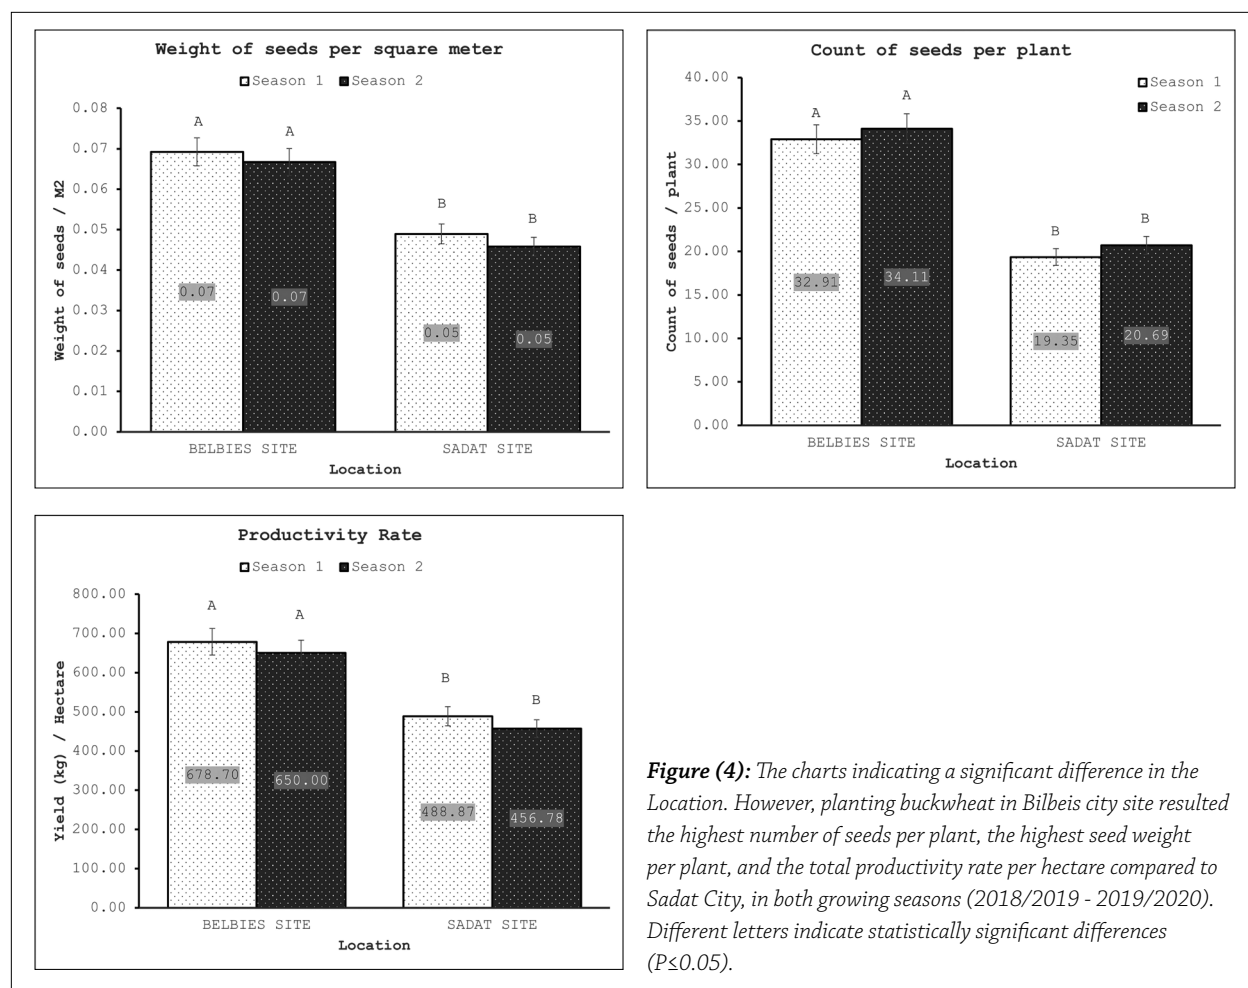 Weight of seeds per square meter
Season 1 Season 2
0.08
0.07
0.06
0.05
0.04
0.03
0.02
0.01
0.00
Weight of seeds / M2
A
A
B
B
0.07
0.07
0.05
0.05
BELBIES SITE
SADAT SITE
Location
Count of seeds per plant
Season 1
Season 2
40.00
35.00
30.00
25.00
20.00
15.00
10.00
5.00
0.00
Count of seeds / plant
A
A
B
B
32.91
34.11
19.35
20.69
BELBIES SITE
SADAT SITE
Location
Productivity Rate
Season 1 Season 2
800.00
700.00
600.00
500.00
400.00
300.00
200.00
100.00
0.00
Yield (kg) / Hectare
A
A
B
B
678.70
650.00
488.87
456.78
BELBIES SITE
SADAT SITE
Location
Figure (4): The charts indicating a significant difference in the
Location. However, planting buckwheat in Bilbeis city site resulted
the highest number of seeds per plant, the highest seed weight
per plant, and the total productivity rate per hectare compared to
Sadat City, in both growing seasons (2018/2019 - 2019/2020).
Different letters indicate statistically significant differences
(P≤0.05).